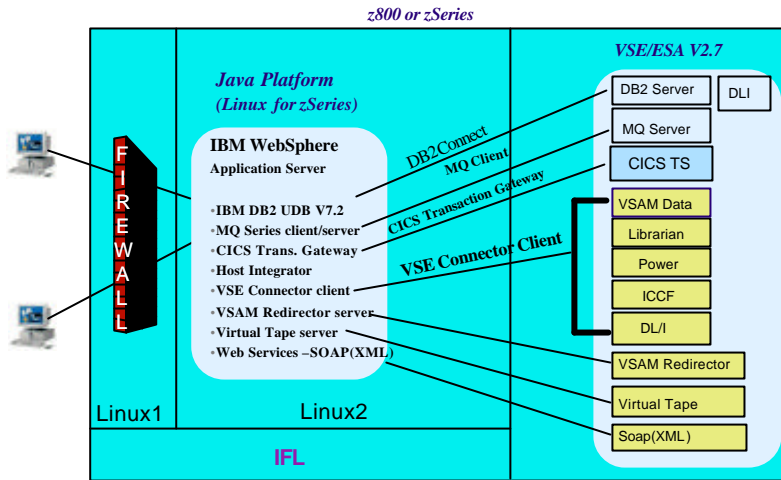 z800 or zSeries
VSE/ESA V2.7
Java Platform
(Linux for zSeries)
FIREWALL
IBM WebSphere
Application Server
•IBM DB2 UDB V7.2
•MQ Series client/server
•CICS Trans. Gateway
•Host Integrator
•VSE Connector client
•VSAM Redirector server
•Virtual Tape server
•Web Services –SOAP(XML)
DB2Connect
MQ Client
CICS Transaction Gateway
VSE Connector Client
DB2 Server
DLI
MQ Server
CICS TS
VSAM Data
Librarian
Power
ICCF
DL/I
VSAM Redirector
Virtual Tape
Soap(XML)
Linux1
Linux2
IFL